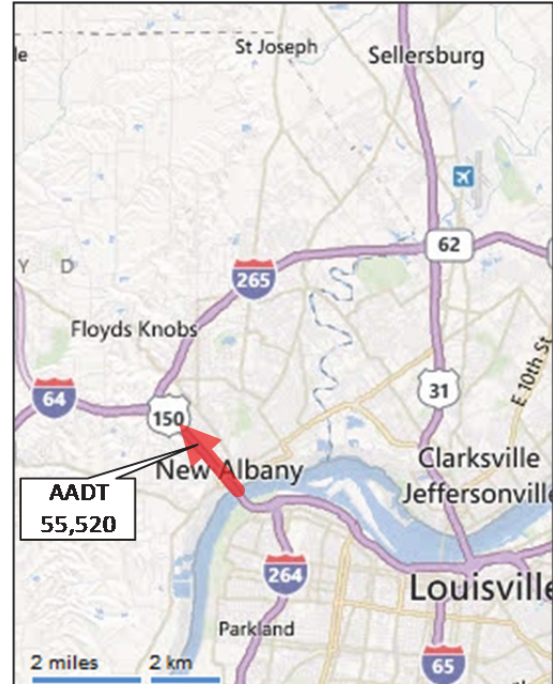 le
St Joseph
Sellersburg
62
Y D
265
Floyds Knobs
64
150
31
E 10th St
New Albany
Clarksville
Jeffersonville
AADT
55,520
264
Louisville
Parkland
2 miles 2 km
65